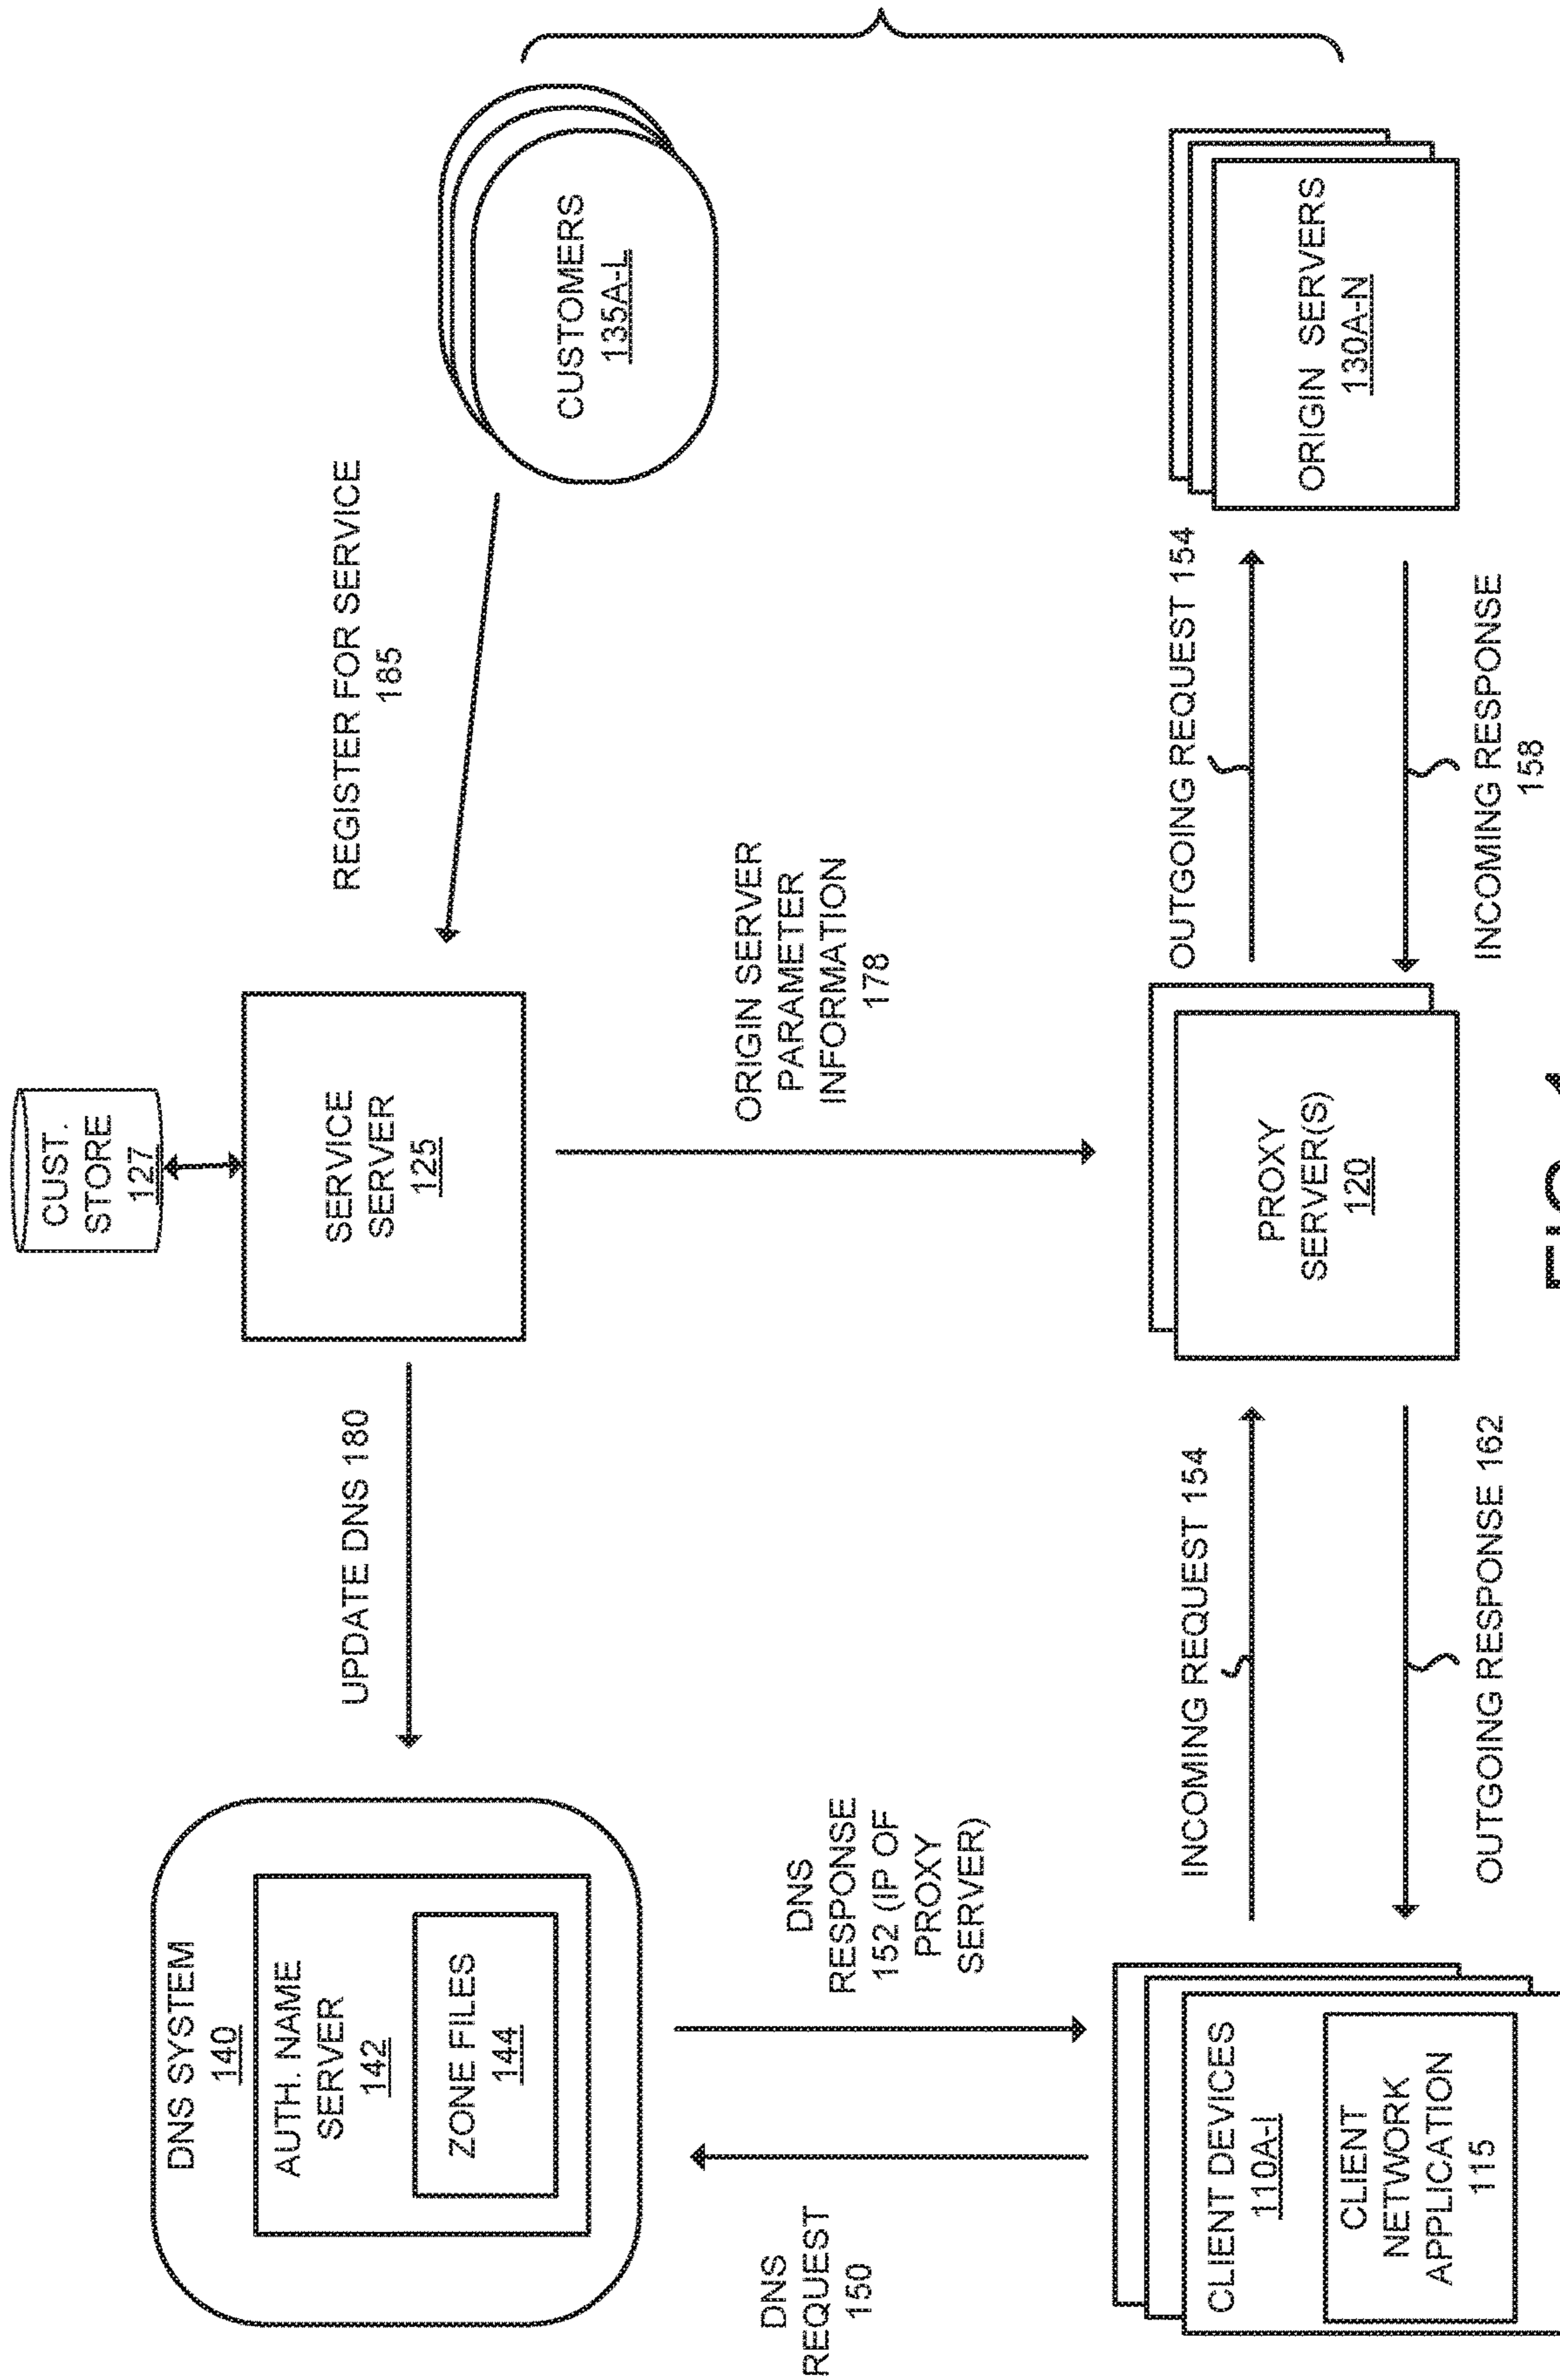 CUST.
STORE
127
SERVICE
SERVER
125
DNS SYSTEM
140
AUTH. NAME
SERVER
142
ZONE FILES
144
UPDATE DNS 180
REGISTER FOR SERVICE
185
CUSTOMERS
135A-L
DNS
REQUEST
150
DNS
RESPONSE
152 (IP OF
PROXY
SERVER)
ORIGIN SERVER
PARAMETER
INFORMATION
178
CLIENT DEVICES
110A-I
CLIENT
NETWORK
APPLICATION
115
INCOMING REQUEST 154
OUTGOING RESPONSE 162
PROXY
SERVER(S)
120
OUTGOING REQUEST 154
INCOMING RESPONSE
158
ORIGIN SERVERS
130A-N